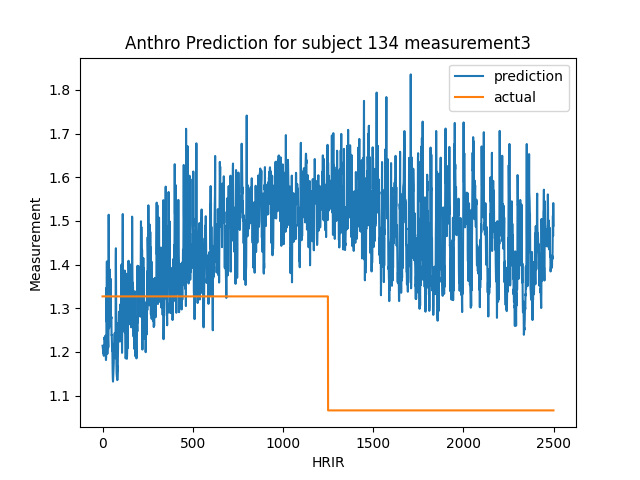 Anthro Prediction for subject 134 measurement3
prediction
actual
1.8
1.7
1.6
1.5
1.4
1.3
1.2
1.1
Measurement
0
500
1000
1500
2000
2500
HRIR